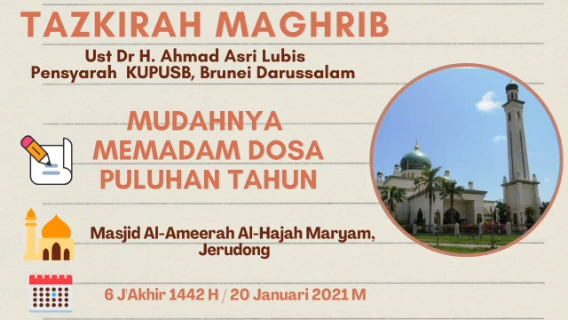 TAZKIRAH MAGHRIB
Ust Dr H. Ahmad Asri Lubis
Pensyarah KUPUSB, Brunei Darussalam
MUDAHNYA
MEMADAM DOSA
PULUHAN TAHUN
Masjid Al-Ameerah Al-Hajah Maryam,
Jerudong
6 J'Akhir 1442 H / 20 Januari 2021 M